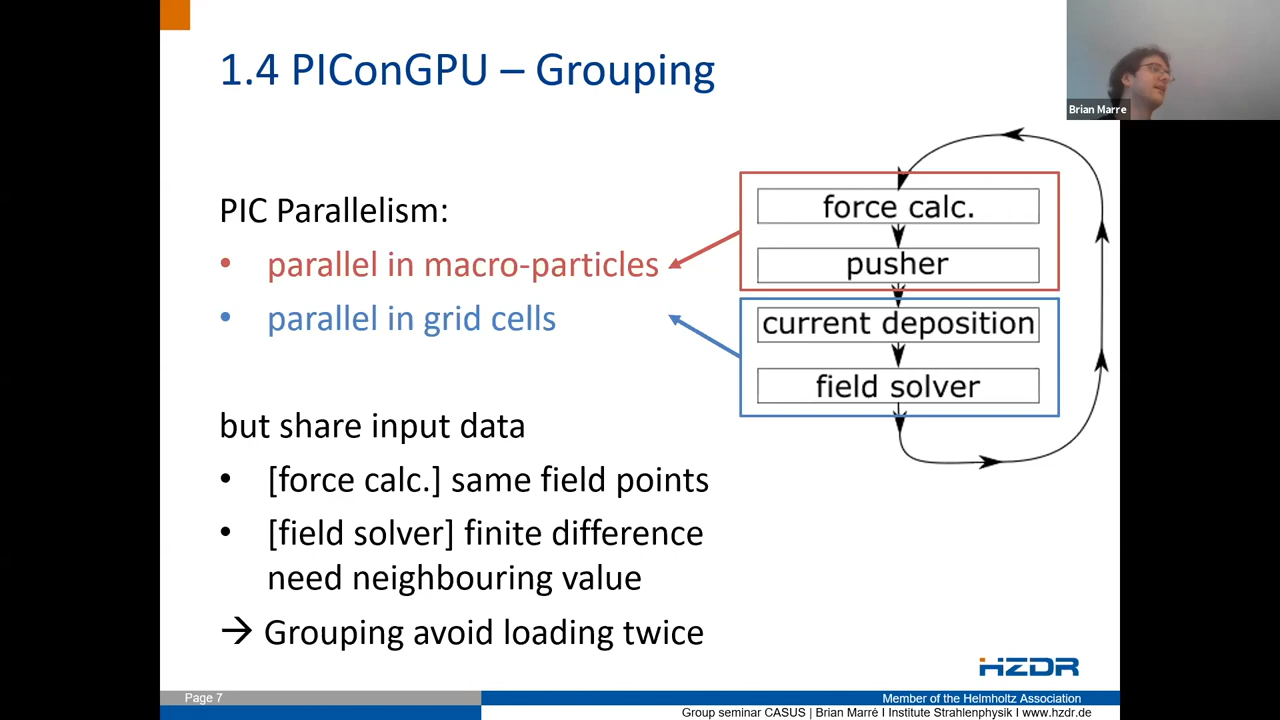 1.4 PIConGPU – Grouping
Brian Marre
PIC Parallelism:
• parallel in macro-particles
• parallel in grid cells
force calc.
pusher
current deposition
field solver
but share input data
• [force calc.] same field points
• [field solver] finite difference
need neighbouring value
→ Grouping avoid loading twice
HZDR
Page 7
Member of the Helmholtz Association
Group seminar CASUS | Brian Marré I Institute Strahlenphysik I www.hzdr.de